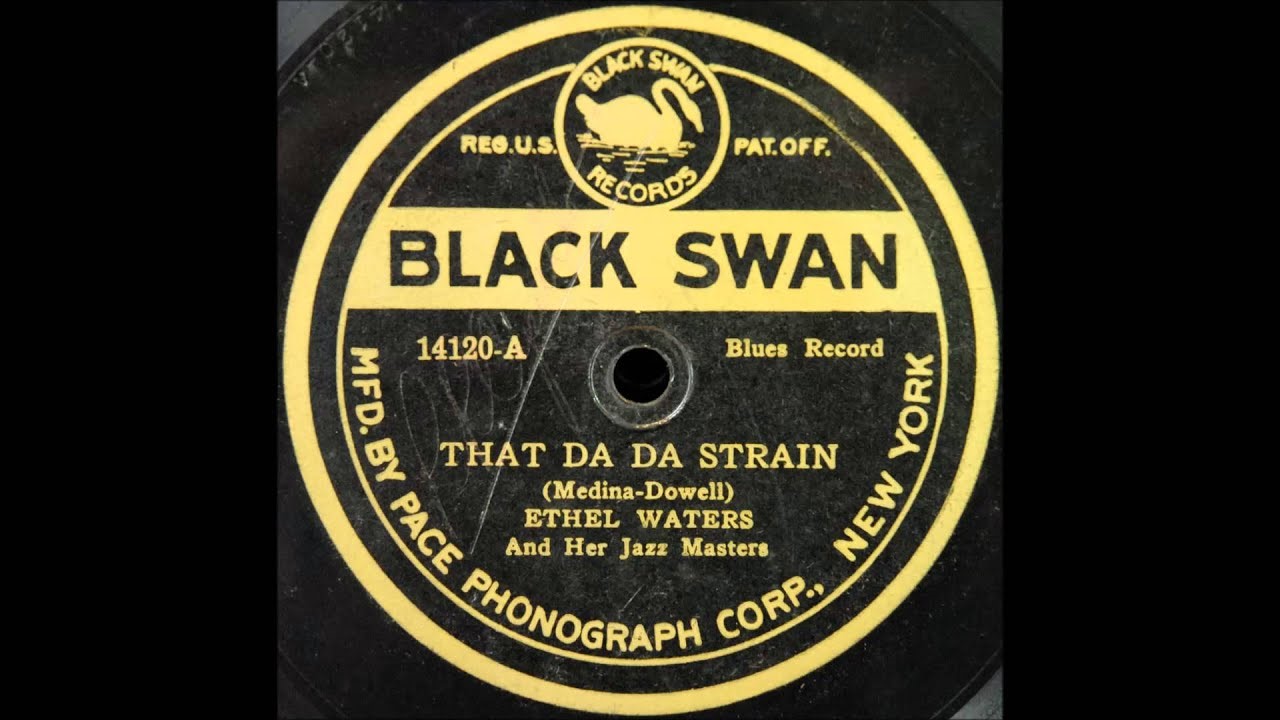 BLACK SWAN
RECORDS
REG.U.S. PAT.OFF.
BLACK SWAN
14120-A Blues Record
THAT DA DA STRAIN
(Medina-Dowell)
ETHEL WATERS
And Her Jazz Masters
MFD. BY PACE PHONOGRAPH CORP., NEW YORK